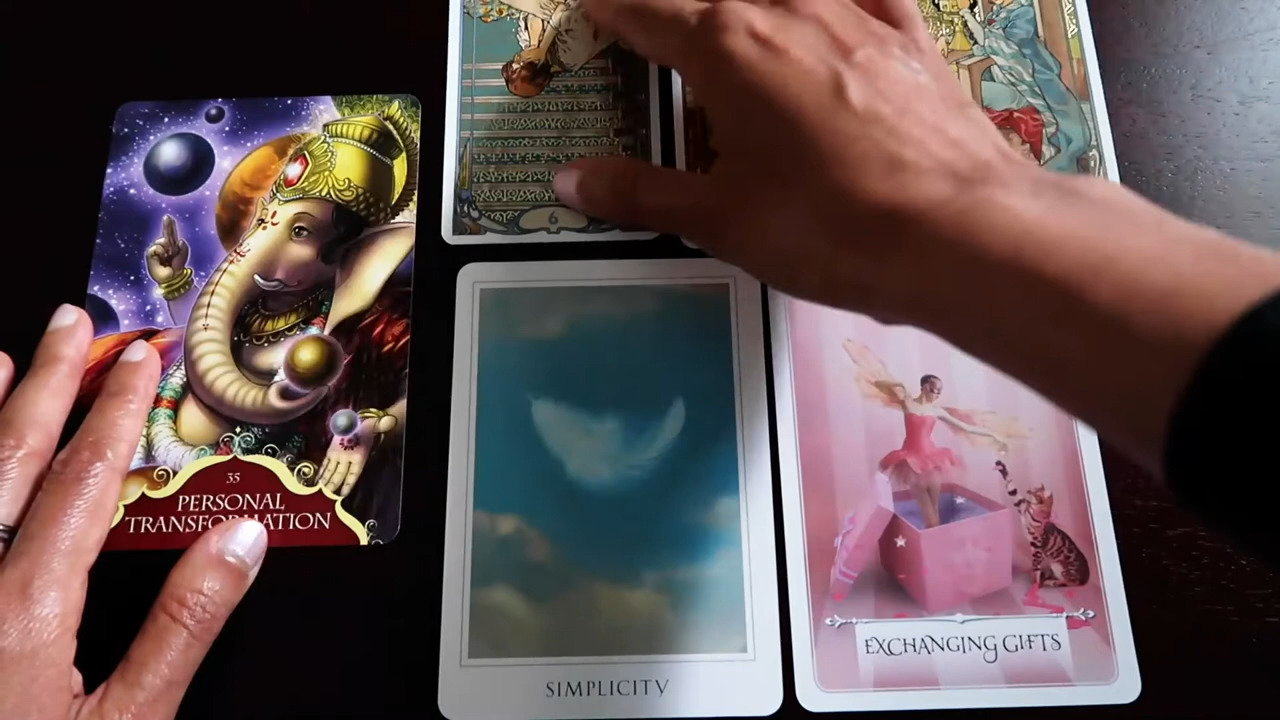 6
35
PERSONAL
TRANSFORMATION
SIMPLICITY
EXCHANGING GIFTS